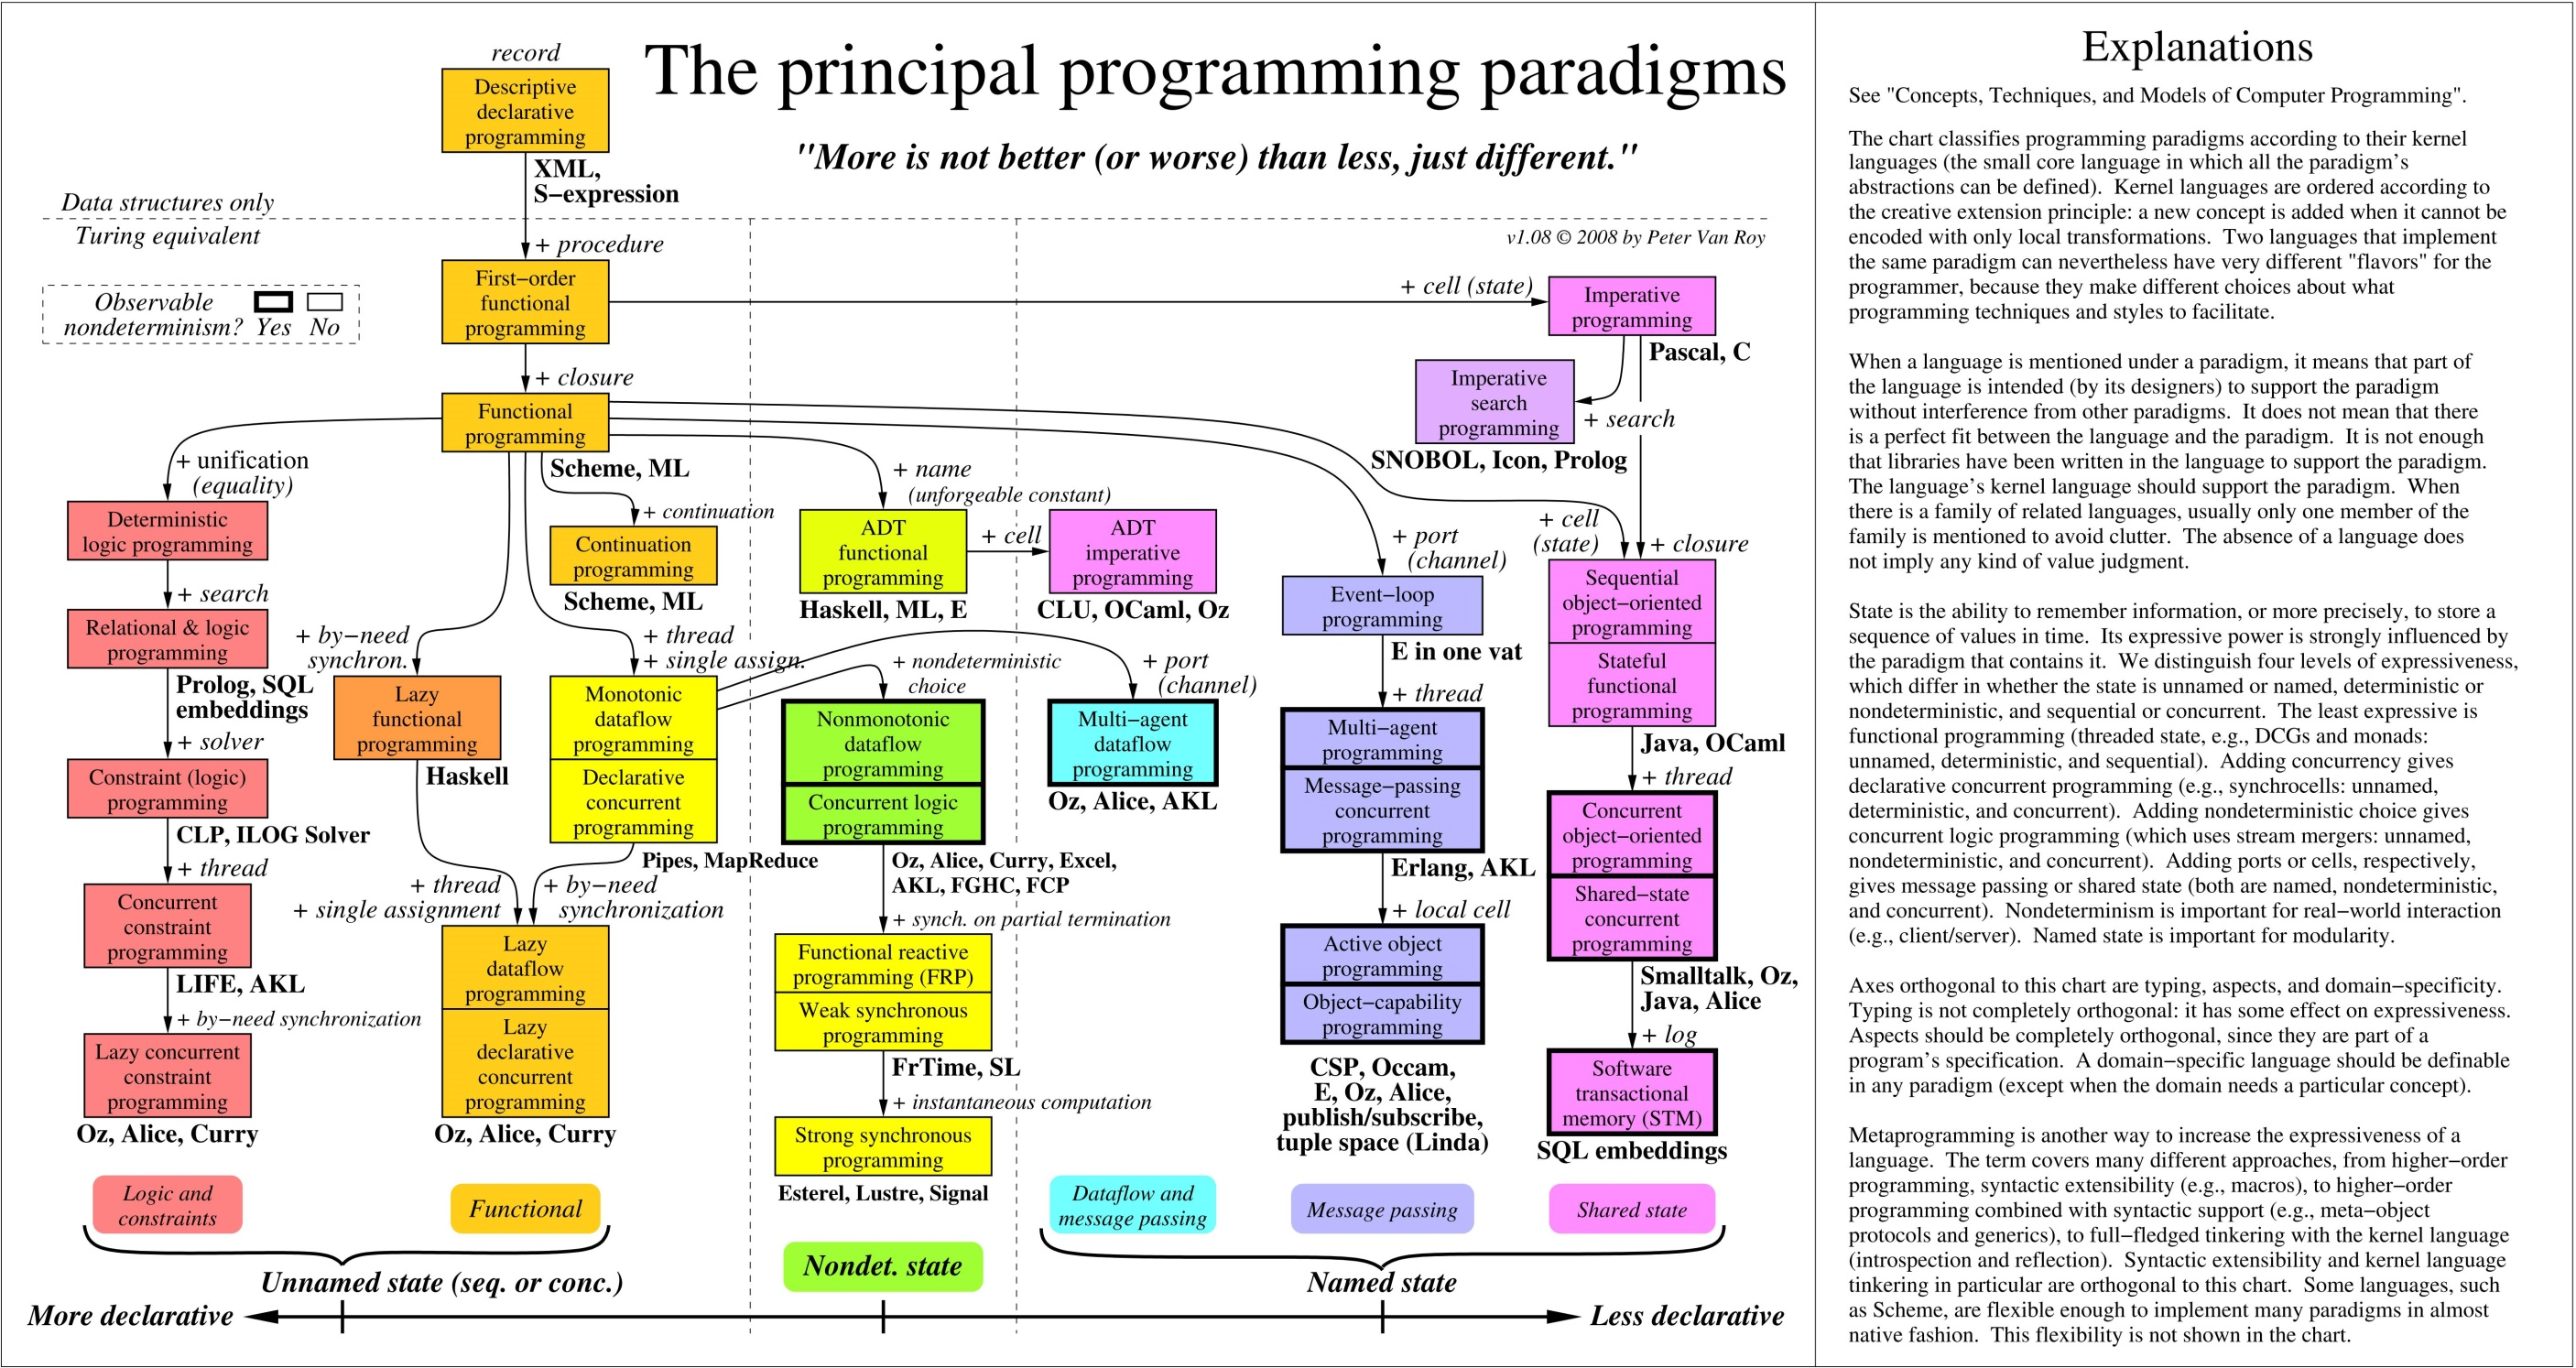 The principal programming paradigms
"More is not better (or worse) than less, just different."
record
Descriptive
declarative
programming
XML,
S−expression
Data structures only
Turing equivalent
+ procedure
v1.08 © 2008 by Peter Van Roy
Observable
nondeterminism? Yes No
First−order
functional
programming
+ cell (state)
Imperative
programming
Pascal, C
+ closure
Imperative
search
programming
+ search
SNOBOL, Icon, Prolog
Functional
programming
Scheme, ML
+ unification
(equality)
Deterministic
logic programming
+ search
Relational & logic
programming
Prolog, SQL
embeddings
+ solver
Constraint (logic)
programming
CLP, ILOG Solver
+ thread
Concurrent
constraint
programming
LIFE, AKL
+ by−need synchronization
Lazy concurrent
constraint
programming
Oz, Alice, Curry
+ continuation
Continuation
programming
Scheme, ML
+ by−need
synchron.
Lazy
functional
programming
Haskell
+ thread
+ single assign.
Monotonic
dataflow
programming
Declarative
concurrent
programming
Pipes, MapReduce
+ thread
+ single assignment
+ by−need
synchronization
Lazy
dataflow
programming
Lazy
declarative
concurrent
programming
Oz, Alice, Curry
+ name
(unforgeable constant)
ADT
functional
programming
Haskell, ML, E
+ cell
ADT
imperative
programming
CLU, OCaml, Oz
+ nondeterministic
choice
Nonmonotonic
dataflow
programming
Concurrent logic
programming
Oz, Alice, Curry, Excel,
AKL, FGHC, FCP
+ synch. on partial termination
Functional reactive
programming (FRP)
Weak synchronous
programming
FrTime, SL
+ instantaneous computation
Strong synchronous
programming
Esterel, Lustre, Signal
+ port
(channel)
Multi−agent
dataflow
programming
Oz, Alice, AKL
+ port
(channel)
Event−loop
programming
E in one vat
+ thread
Multi−agent
programming
Message−passing
concurrent
programming
Erlang, AKL
+ local cell
Active object
programming
Object−capability
programming
CSP, Occam,
E, Oz, Alice,
publish/subscribe,
tuple space (Linda)
+ cell
(state)
+ closure
Sequential
object−oriented
programming
Stateful
functional
programming
Java, OCaml
+ thread
Concurrent
object−oriented
programming
Shared−state
concurrent
programming
Smalltalk, Oz,
Java, Alice
+ log
Software
transactional
memory (STM)
SQL embeddings
Logic and
constraints
Functional
Dataflow and
message passing
Message passing
Shared state
Unnamed state (seq. or conc.)
Nondet. state
Named state
More declarative
Less declarative
Explanations
See "Concepts, Techniques, and Models of Computer Programming".
The chart classifies programming paradigms according to their kernel
languages (the small core language in which all the paradigm's
abstractions can be defined). Kernel languages are ordered according to
the creative extension principle: a new concept is added when it cannot be
encoded with only local transformations. Two languages that implement
the same paradigm can nevertheless have very different "flavors" for the
programmer, because they make different choices about what
programming techniques and styles to facilitate.
When a language is mentioned under a paradigm, it means that part of
the language is intended (by its designers) to support the paradigm
without interference from other paradigms. It does not mean that there
is a perfect fit between the language and the paradigm. It is not enough
that libraries have been written in the language to support the paradigm.
The language's kernel language should support the paradigm. When
there is a family of related languages, usually only one member of the
family is mentioned to avoid clutter. The absence of a language does
not imply any kind of value judgment.
State is the ability to remember information, or more precisely, to store a
sequence of values in time. Its expressive power is strongly influenced by
the paradigm that contains it. We distinguish four levels of expressiveness,
which differ in whether the state is unnamed or named, deterministic or
nondeterministic, and sequential or concurrent. The least expressive is
functional programming (threaded state, e.g., DCGs and monads:
unnamed, deterministic, and sequential). Adding concurrency gives
declarative concurrent programming (e.g., synchrocells: unnamed,
deterministic, and concurrent). Adding nondeterministic choice gives
concurrent logic programming (which uses stream mergers: unnamed,
nondeterministic, and concurrent). Adding ports or cells, respectively,
gives message passing or shared state (both are named, nondeterministic,
and concurrent). Nondeterminism is important for real−world interaction
(e.g., client/server). Named state is important for modularity.
Axes orthogonal to this chart are typing, aspects, and domain−specificity.
Typing is not completely orthogonal: it has some effect on expressiveness.
Aspects should be completely orthogonal, since they are part of a
program's specification. A domain−specific language should be definable
in any paradigm (except when the domain needs a particular concept).
Metaprogramming is another way to increase the expressiveness of a
language. The term covers many different approaches, from higher−order
programming, syntactic extensibility (e.g., macros), to higher−order
programming combined with syntactic support (e.g., meta−object
protocols and generics), to full−fledged tinkering with the kernel language
(introspection and reflection). Syntactic extensibility and kernel language
tinkering in particular are orthogonal to this chart. Some languages, such
as Scheme, are flexible enough to implement many paradigms in almost
native fashion. This flexibility is not shown in the chart.